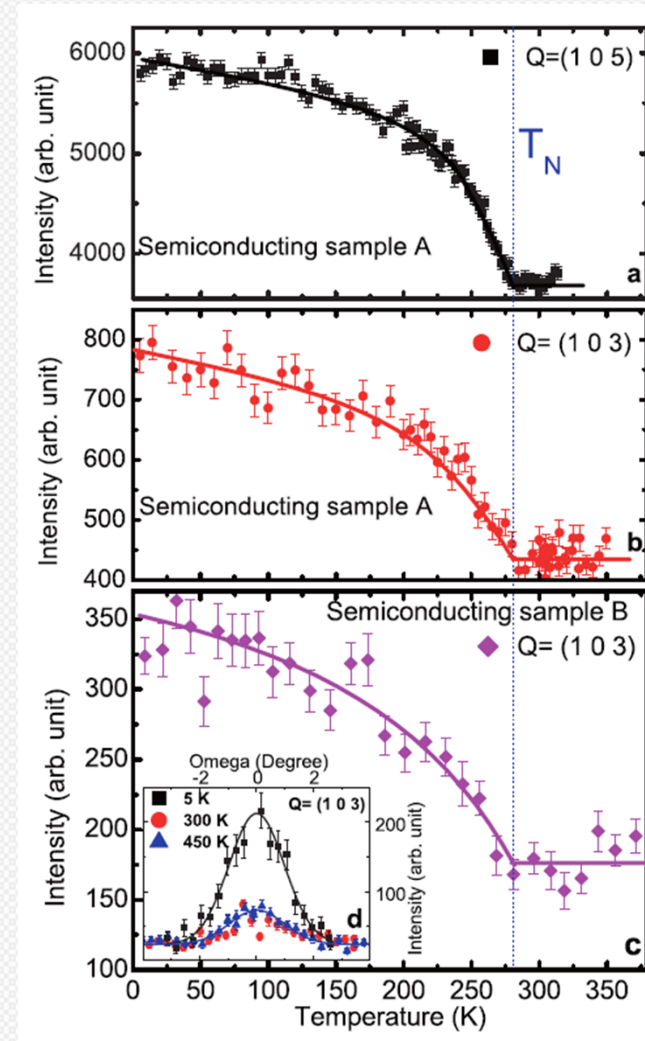 6000
5000
4000
Intensity (arb. unit)
Q=(1 0 5)
T_N
Semiconducting sample A
a
800
700
600
500
400
Intensity (arb. unit)
Q= (1 0 3)
Semiconducting sample A
b
350
300
250
200
150
100
Intensity (arb. unit)
Semiconducting sample B
Q= (1 0 3)
Omega (Degree)
-2 0 2
5 K
300 K
450 K
Q= (1 0 3)
200
100
Intensity (arb. unit)
d
c
0 50 100 150 200 250 300 350
Temperature (K)